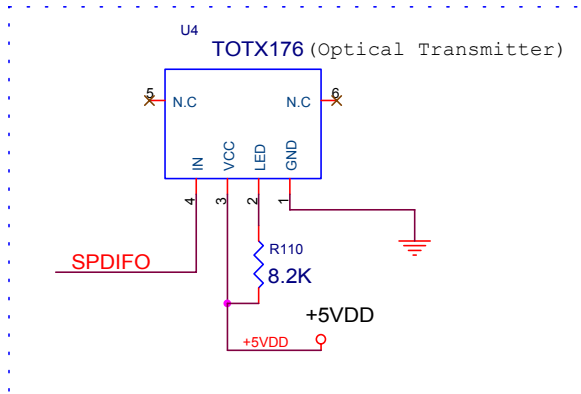 U4
TOTX176 (Optical Transmitter)
5
6
N.C
N.C
IN
VCC
LED
GND
4
3
2
1
R110
8.2K
SPDIFO
+5VDD
+5VDD